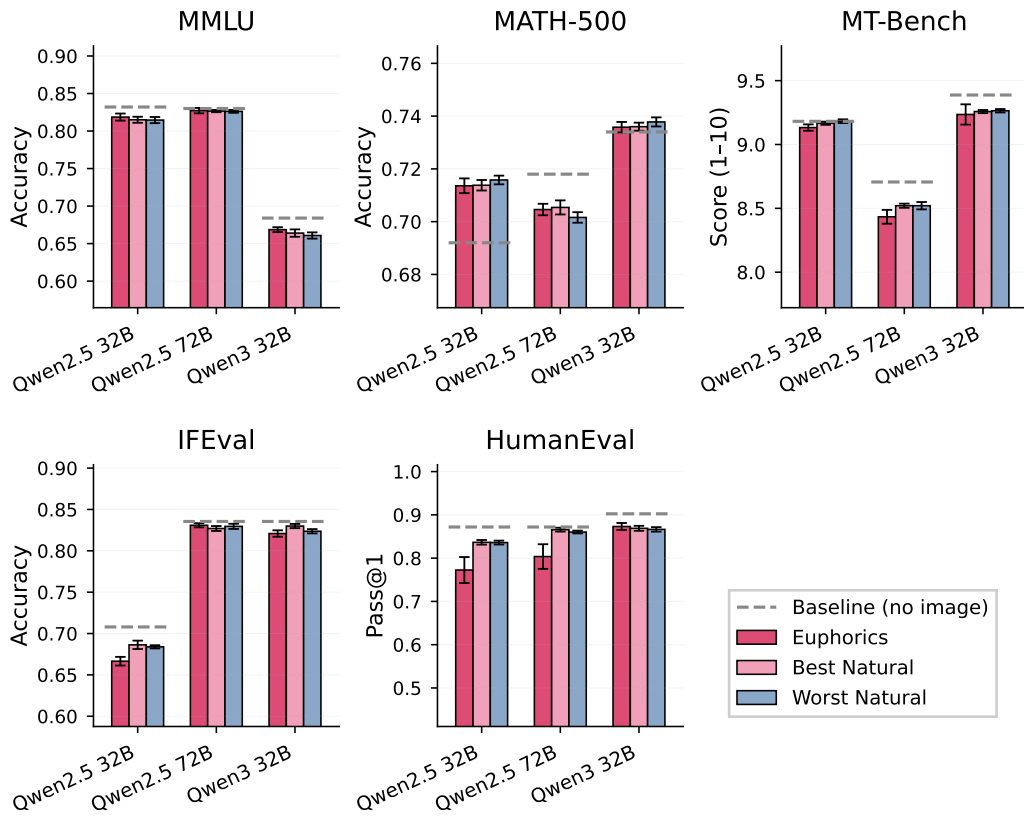 MMLU
Accuracy
0.90
0.85
0.80
0.75
0.70
0.65
0.60
Qwen2.5 32B
Qwen2.5 72B
Qwen3 32B
MATH-500
Accuracy
0.76
0.74
0.72
0.70
0.68
Qwen2.5 32B
Qwen2.5 72B
Qwen3 32B
MT-Bench
Score (1–10)
9.5
9.0
8.5
8.0
Qwen2.5 32B
Qwen2.5 72B
Qwen3 32B
IFEval
Accuracy
0.90
0.85
0.80
0.75
0.70
0.65
0.60
Qwen2.5 32B
Qwen2.5 72B
Qwen3 32B
HumanEval
Pass@1
1.0
0.9
0.8
0.7
0.6
0.5
Qwen2.5 32B
Qwen2.5 72B
Qwen3 32B
Baseline (no image)
Euphorics
Best Natural
Worst Natural